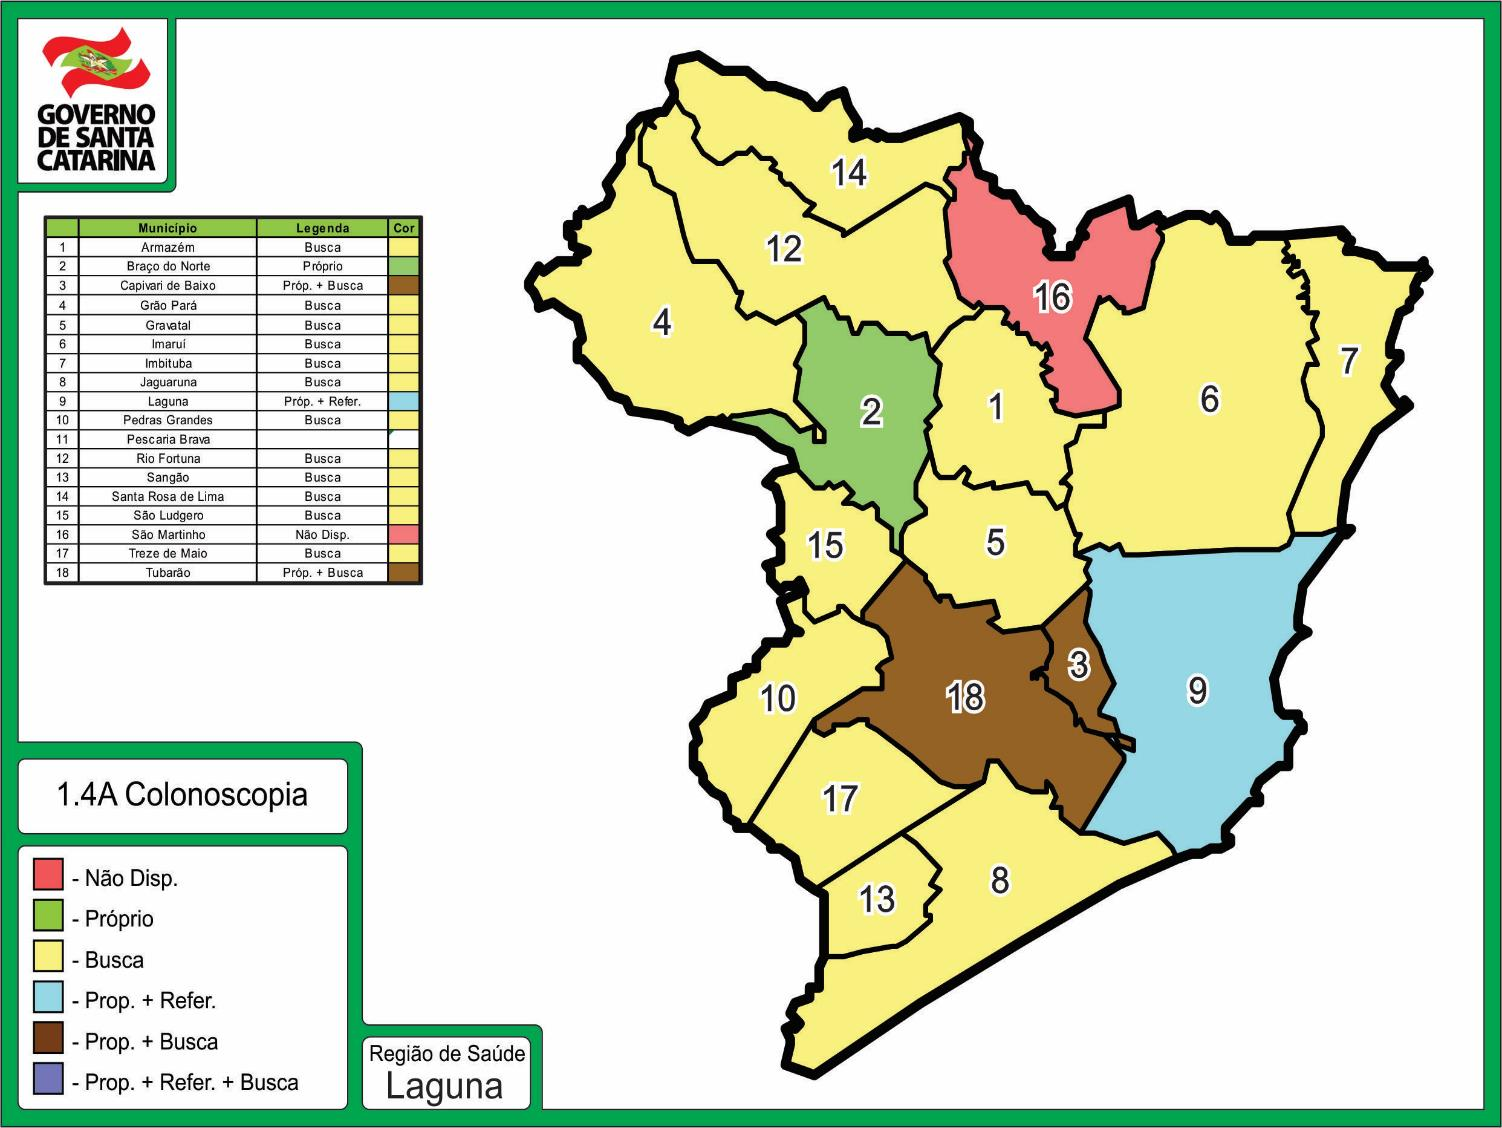 GOVERNO
DE SANTA
CATARINA
Município Legenda Cor
1 Armazém Busca
2 Braço do Norte Próprio
3 Capivari de Baixo Próp. + Busca
4 Grão Pará Busca
5 Gravatal Busca
6 Imaruí Busca
7 Imbituba Busca
8 Jaguaruna Busca
9 Laguna Próp. + Refer.
10 Pedras Grandes Busca
11 Pescaria Brava
12 Rio Fortuna Busca
13 Sangão Busca
14 Santa Rosa de Lima Busca
15 São Ludgero Busca
16 São Martinho Não Disp.
17 Treze de Maio Busca
18 Tubarão Próp. + Busca
14
12
16
4
7
6
2
1
15
5
3
10
18
9
17
8
13
1.4A Colonoscopia
- Não Disp.
- Próprio
- Busca
- Prop. + Refer.
- Prop. + Busca
- Prop. + Refer. + Busca
Região de Saúde
Laguna